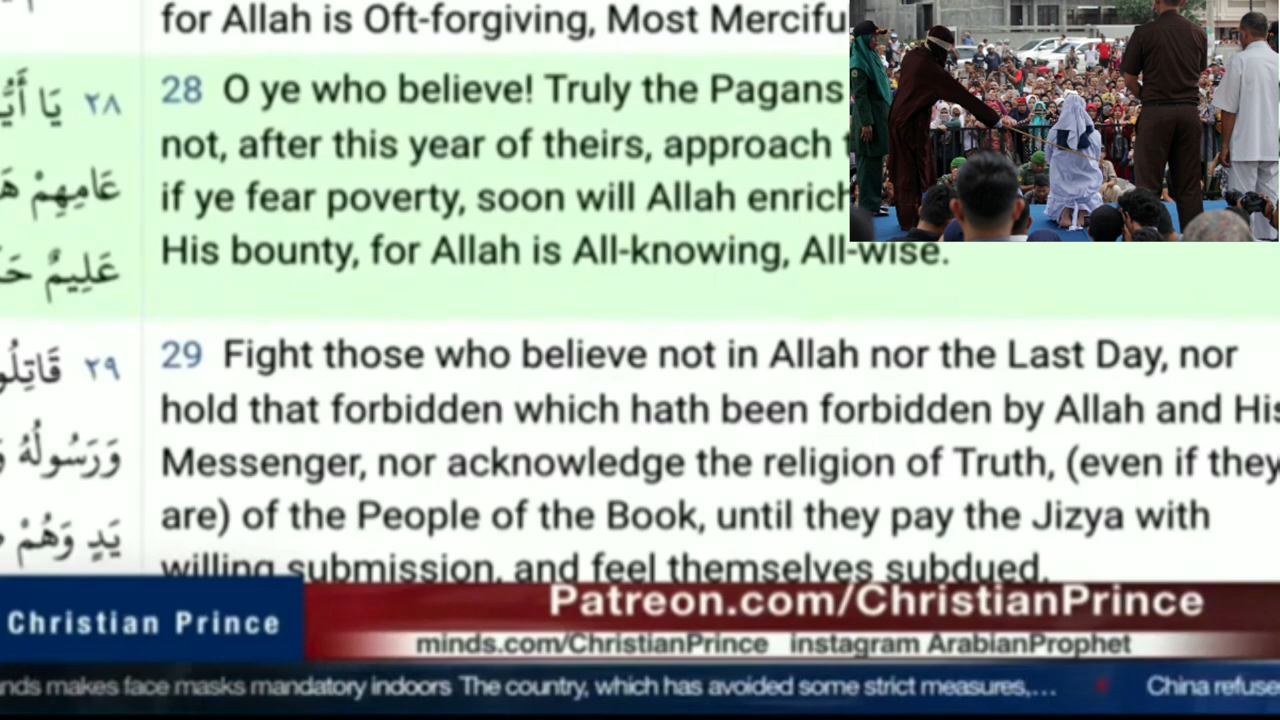 for Allah is Oft-forgiving, Most Mercifu
٢٨ يَا أَيُّ
28 O ye who believe! Truly the Pagans
not, after this year of theirs, approach
عَامِهِمْ
if ye fear poverty, soon will Allah enrich
His bounty, for Allah is All-knowing, All-wise.
عَلِيمٌ حَ
٢٩ قَاتِلُو
29 Fight those who believe not in Allah nor the Last Day, nor
hold that forbidden which hath been forbidden by Allah and His
وَرَسُولُهُ
Messenger, nor acknowledge the religion of Truth, (even if they
are) of the People of the Book, until they pay the Jizya with
يَدٍ وَهُمْ
willing submission, and feel themselves subdued.
Christian Prince
Patreon.com/ChristianPrince
minds.com/ChristianPrince instagram ArabianProphet
nds makes face masks mandatory indoors The country, which has avoided some strict measures,... China refuse